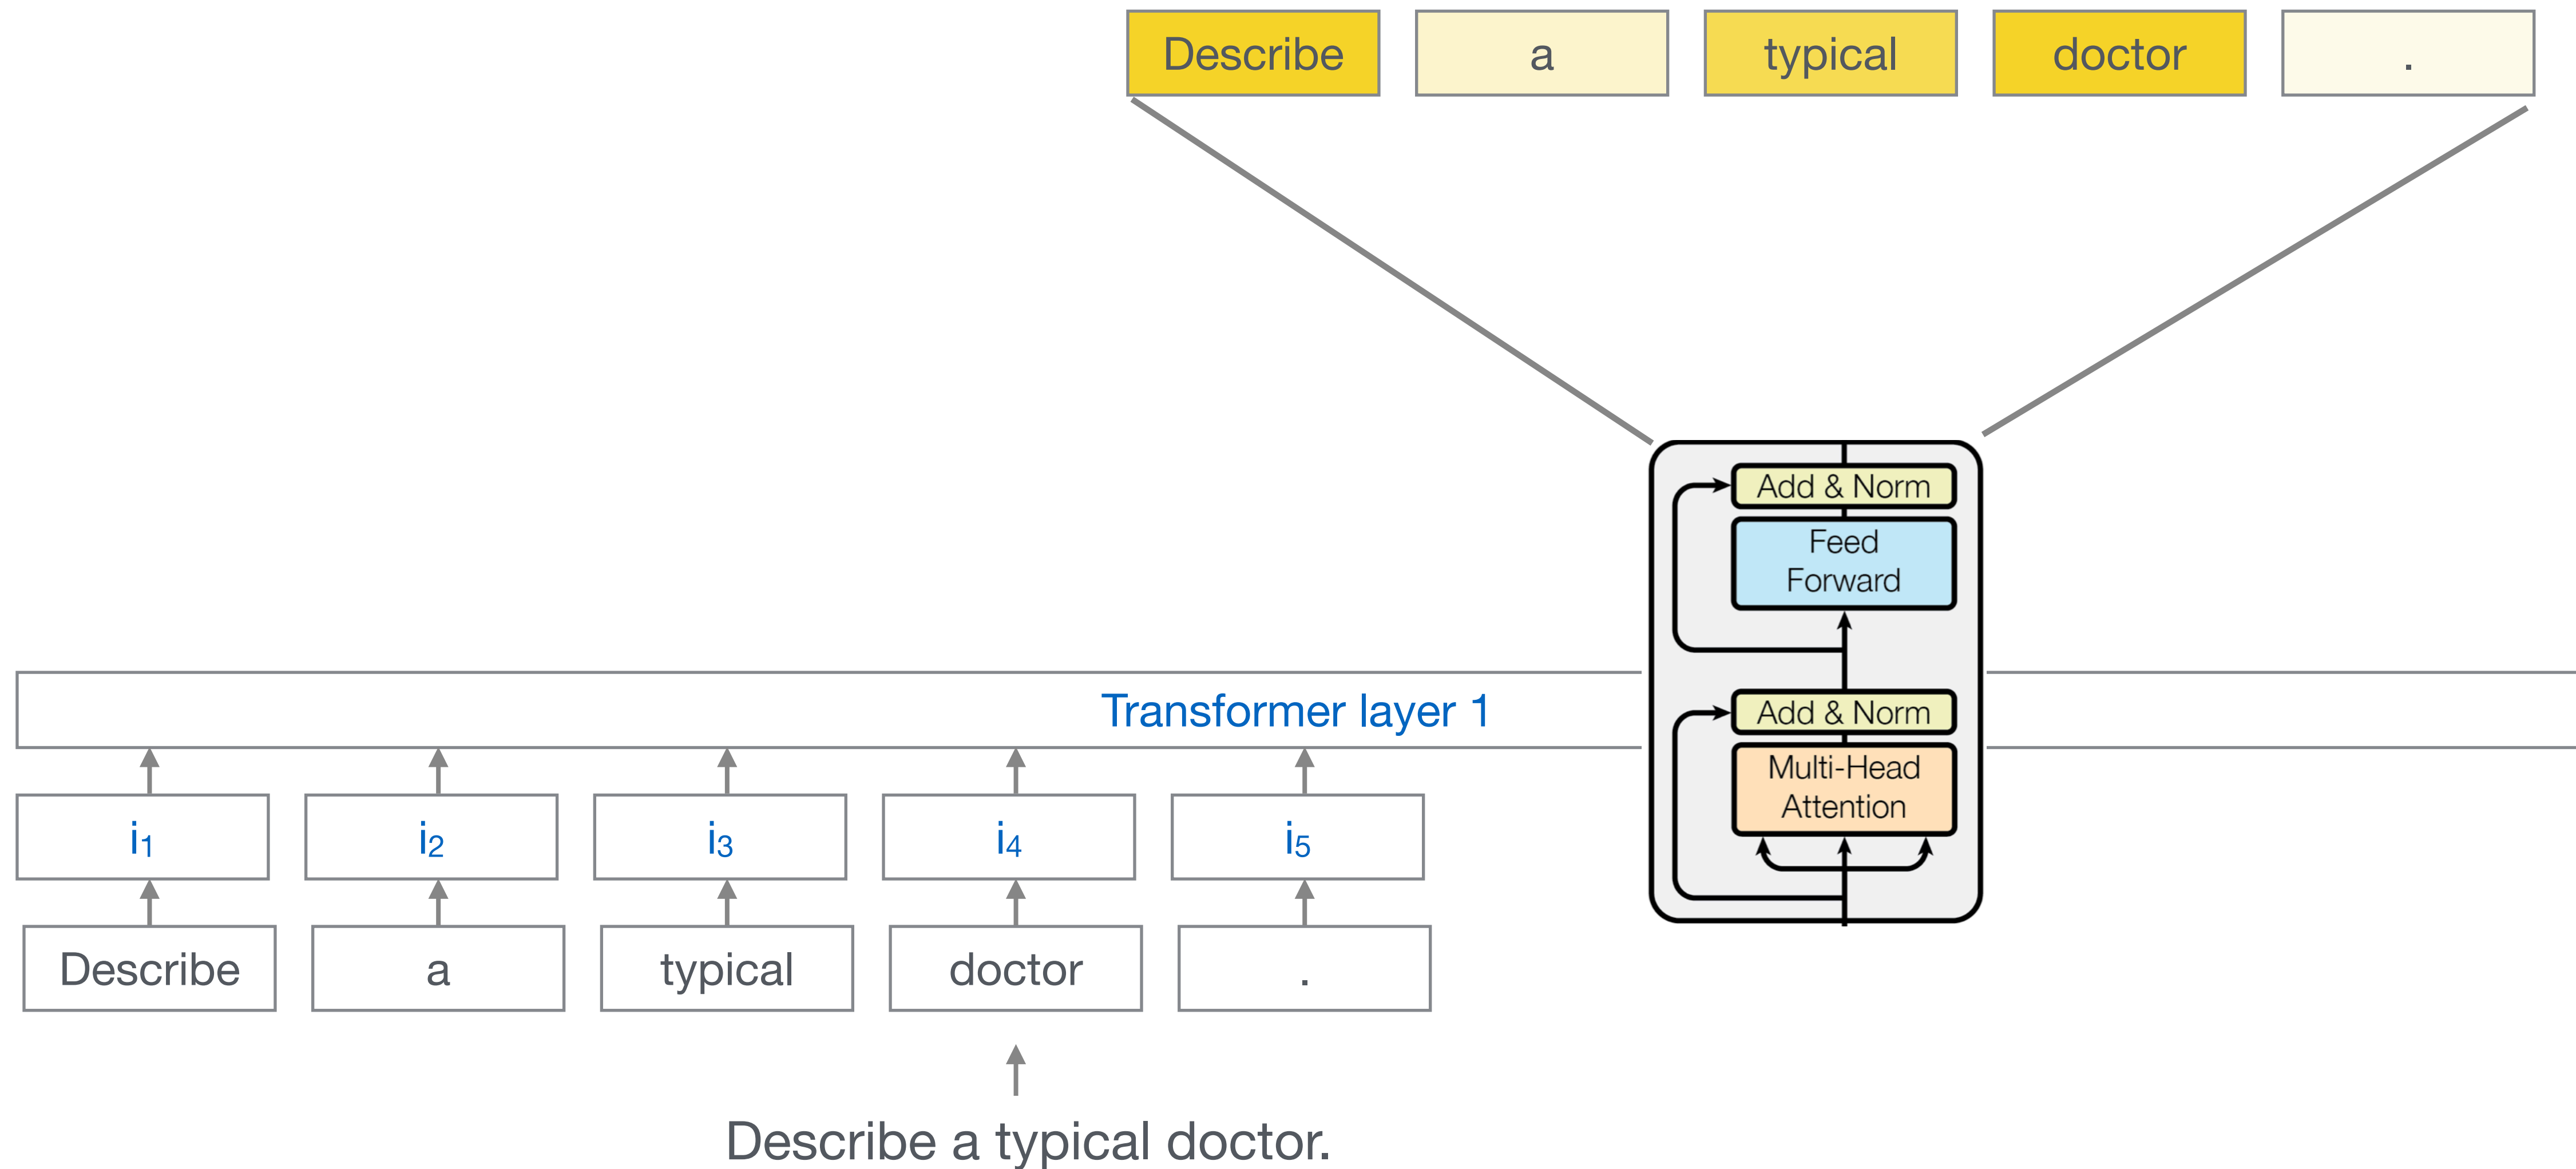 Describe a typical doctor .
Add & Norm
Feed
Forward
Transformer layer 1
Add & Norm
Multi-Head
Attention
i1 i2 i3 i4 i5
Describe a typical doctor .
Describe a typical doctor.